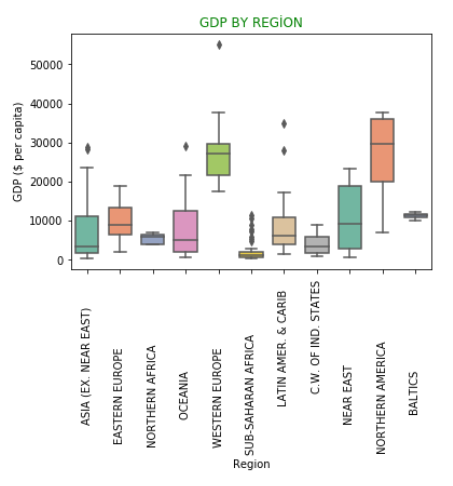 GDP BY REGİON
GDP ($ per capita)
50000
40000
30000
20000
10000
0
ASIA (EX. NEAR EAST)
EASTERN EUROPE
NORTHERN AFRICA
OCEANIA
WESTERN EUROPE
SUB-SAHARAN AFRICA
LATIN AMER. & CARIB
C.W. OF IND. STATES
NEAR EAST
NORTHERN AMERICA
BALTICS
Region